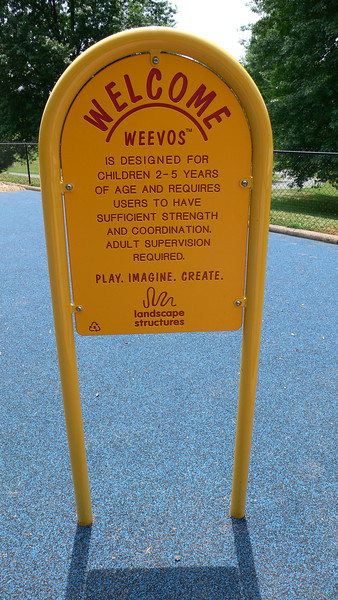 WELCOME
WEEVOS™
IS DESIGNED FOR
CHILDREN 2-5 YEARS
OF AGE AND REQUIRES
USERS TO HAVE
SUFFICIENT STRENGTH
AND COORDINATION.
ADULT SUPERVISION
REQUIRED.
PLAY. IMAGINE. CREATE.
landscape
structures